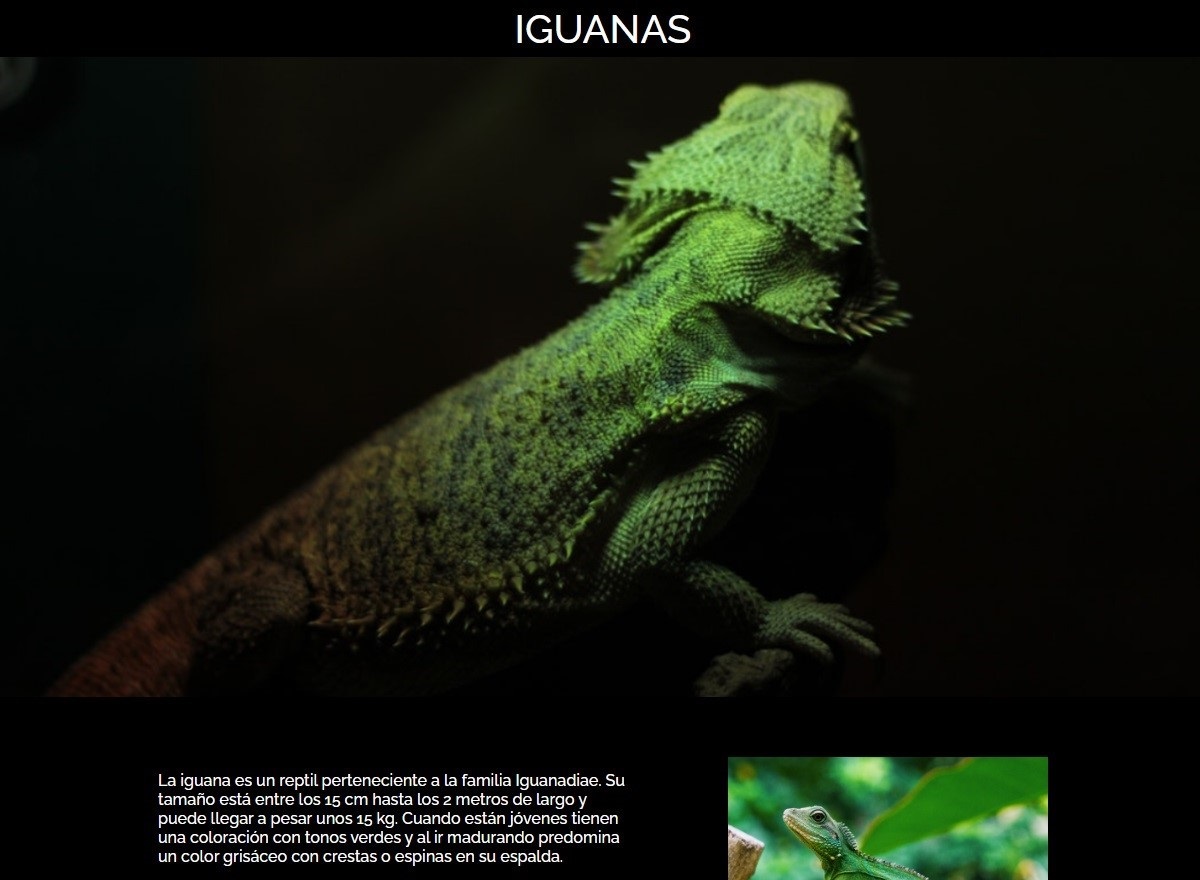 IGUANAS
La iguana es un reptil perteneciente a la familia Iguanadiae. Su
tamaño está entre los 15 cm hasta los 2 metros de largo y
puede llegar a pesar unos 15 kg. Cuando están jóvenes tienen
una coloración con tonos verdes y al ir madurando predomina
un color grisáceo con crestas o espinas en su espalda.